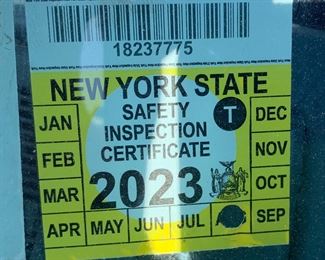 18237775
NEW YORK STATE
SAFETY
INSPECTION
CERTIFICATE
T
2023
JAN
FEB
MAR
APR
MAY
JUN
JUL
SEP
OCT
NOV
DEC